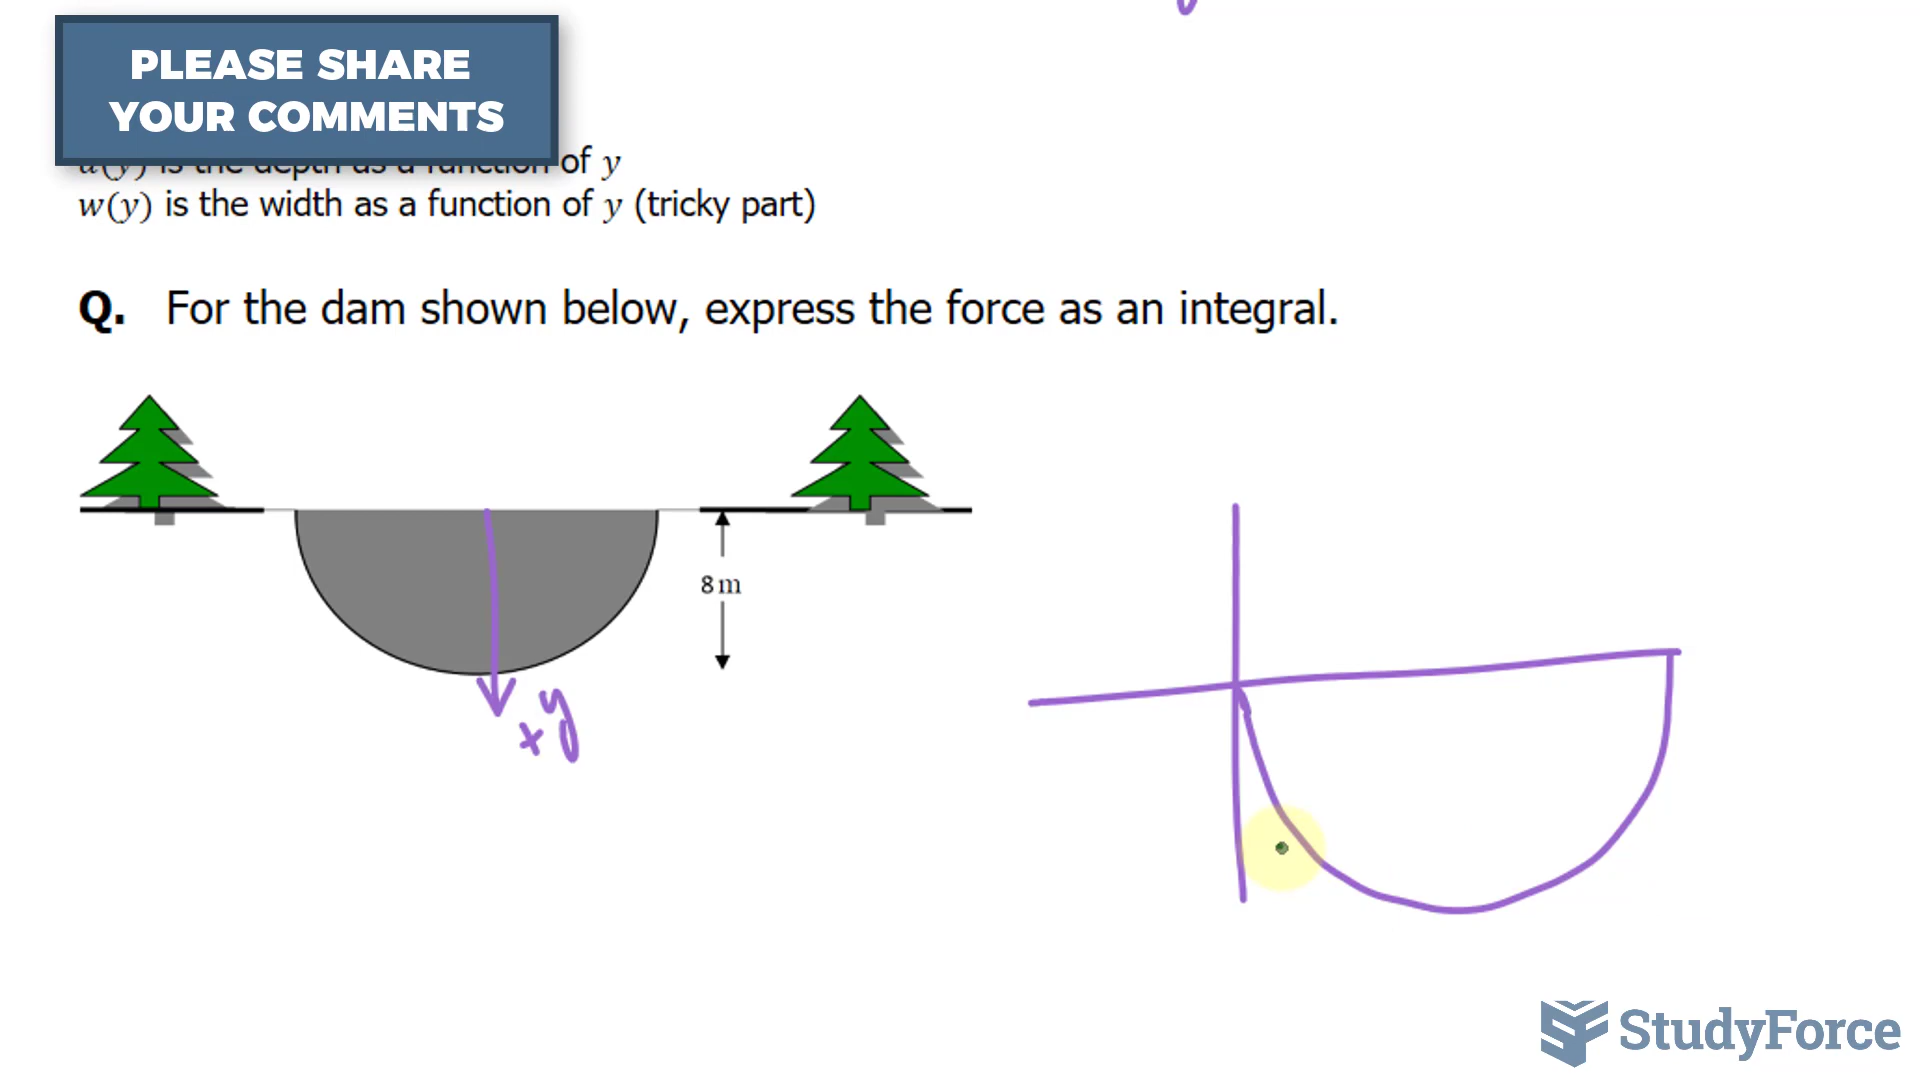 PLEASE SHARE
YOUR COMMENTS
of y
w(y) is the width as a function of y (tricky part)
Q. For the dam shown below, express the force as an integral.
8 m
+y
StudyForce